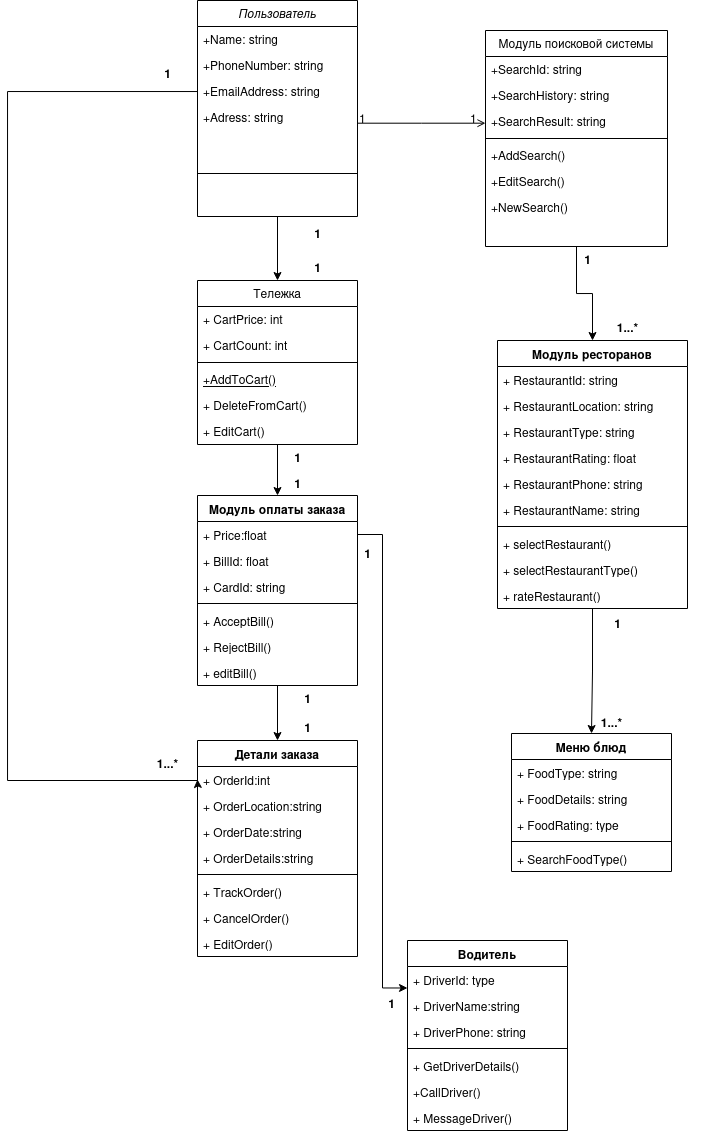 Пользователь
+Name: string
+PhoneNumber: string
+EmailAddress: string
+Adress: string
1
1
1
Модуль поисковой системы
+SearchId: string
+SearchHistory: string
+SearchResult: string
+AddSearch()
+EditSearch()
+NewSearch()
1
1
Тележка
+ CartPrice: int
+ CartCount: int
+AddToCart()
+ DeleteFromCart()
+ EditCart()
1
1...*
Модуль ресторанов
+ RestaurantId: string
+ RestaurantLocation: string
+ RestaurantType: string
+ RestaurantRating: float
+ RestaurantPhone: string
+ RestaurantName: string
+ selectRestaurant()
+ selectRestaurantType()
+ rateRestaurant()
1
1
Модуль оплаты заказа
+ Price:float
+ BillId: float
+ CardId: string
+ AcceptBill()
+ RejectBill()
+ editBill()
1
1
1...*
Меню блюд
+ FoodType: string
+ FoodDetails: string
+ FoodRating: type
+ SearchFoodType()
1
1
1...*
Детали заказа
+ OrderId:int
+ OrderLocation:string
+ OrderDate:string
+ OrderDetails:string
+ TrackOrder()
+ CancelOrder()
+ EditOrder()
1
Водитель
+ DriverId: type
+ DriverName:string
+ DriverPhone: string
+ GetDriverDetails()
+CallDriver()
+ MessageDriver()